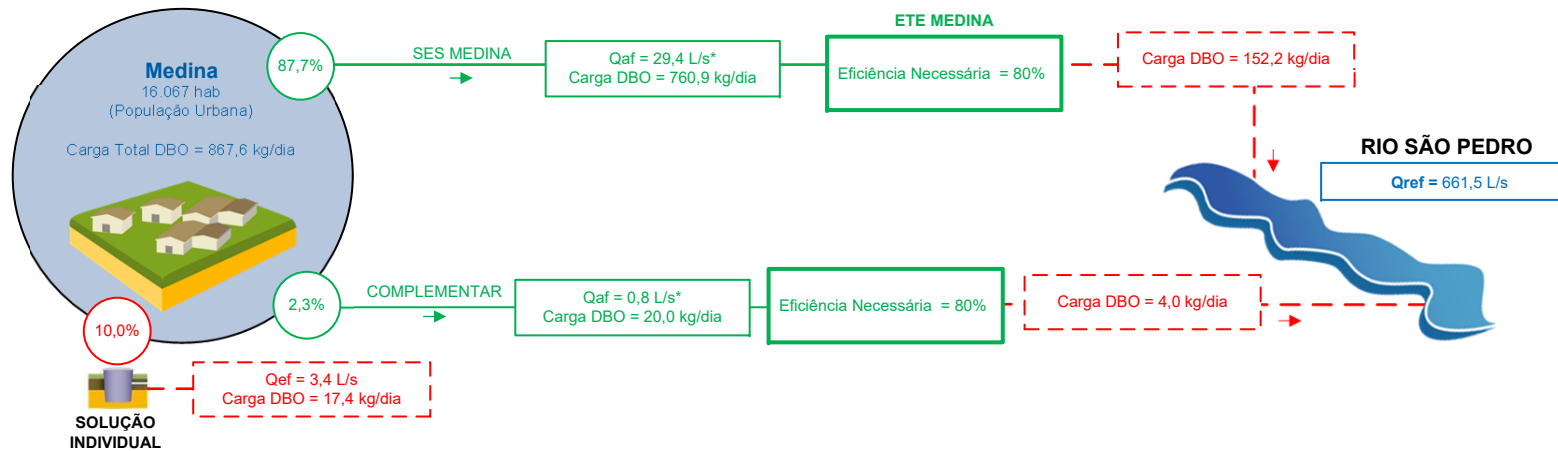 ETE MEDINA
Medina
16.067 hab
(População Urbana)
Carga Total DBO = 867,6 kg/dia
87,7%
SES MEDINA
Qaf = 29,4 L/s*
Carga DBO = 760,9 kg/dia
Eficiência Necessária = 80%
Carga DBO = 152,2 kg/dia
RIO SÃO PEDRO
Qref = 661,5 L/s
2,3%
COMPLEMENTAR
Qaf = 0,8 L/s*
Carga DBO = 20,0 kg/dia
Eficiência Necessária = 80%
Carga DBO = 4,0 kg/dia
10,0%
Qef = 3,4 L/s
Carga DBO = 17,4 kg/dia
SOLUÇÃO
INDIVIDUAL